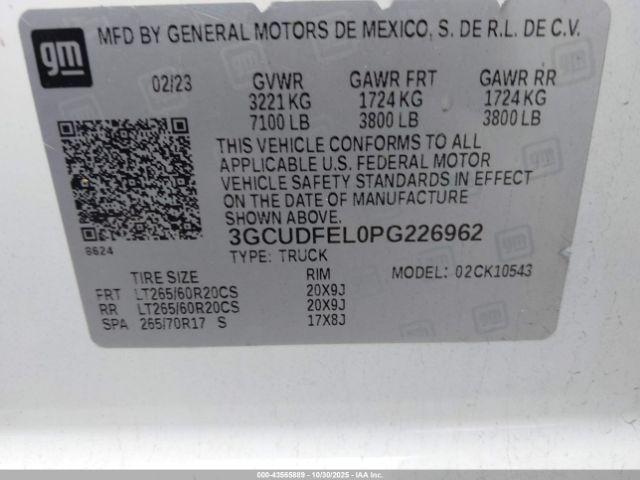 gm
MFD BY GENERAL MOTORS DE MEXICO, S. DE R.L. DE C.V.
02/23 GVWR GAWR FRT GAWR RR
3221 KG 1724 KG 1724 KG
7100 LB 3800 LB 3800 LB
THIS VEHICLE CONFORMS TO ALL
APPLICABLE U.S. FEDERAL MOTOR
VEHICLE SAFETY STANDARDS IN EFFECT
ON THE DATE OF MANUFACTURE
SHOWN ABOVE.
3GCUDFEL0PG226962
8624
TYPE: TRUCK
TIRE SIZE RIM MODEL: 02CK10543
FRT LT265/60R20CS 20X9J
RR LT265/60R20CS 20X9J
SPA 265/70R17 S 17X8J
000-43565889 | 10/30/2025 - IAA, Inc.